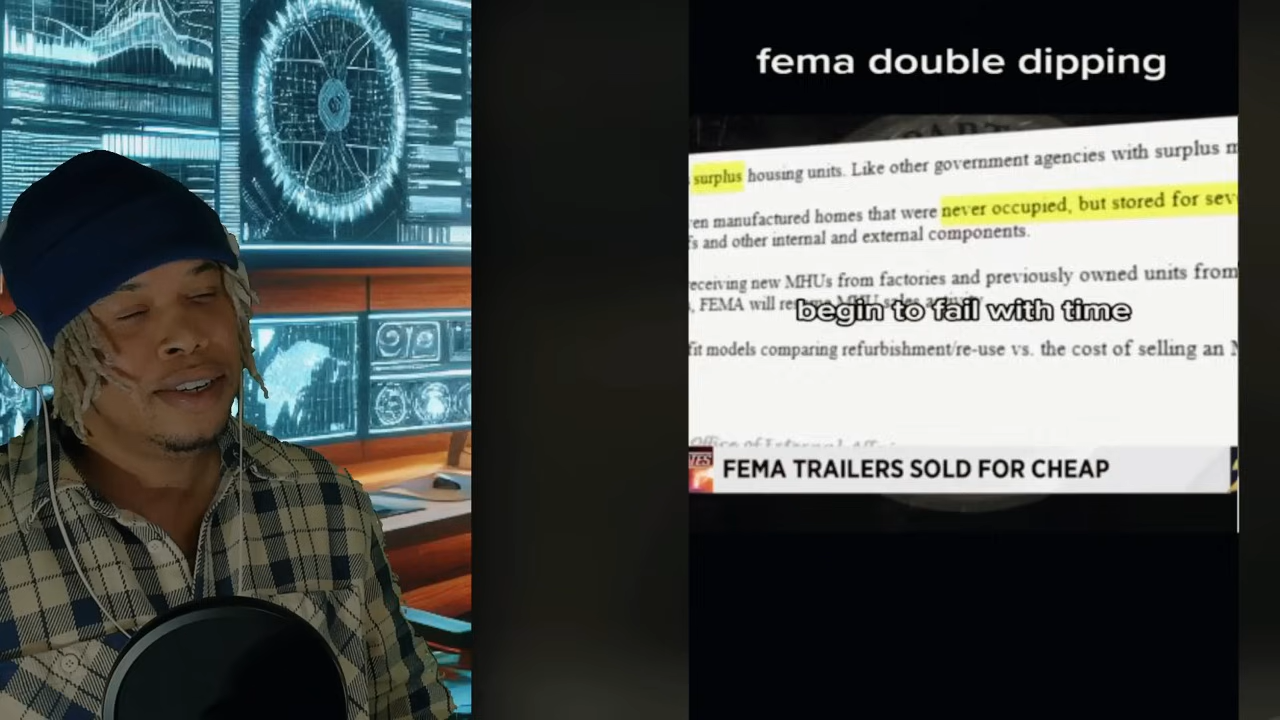 fema double dipping
surplus housing units. Like other government agencies with surplus
manufactured homes that were never occupied, but stored for
and other internal and external components.
receiving new MHUs from factories and previously owned units from
FEMA will
begin to fail with time
models comparing refurbishment/re-use vs. the cost of selling an
Office of
FEMA TRAILERS SOLD FOR CHEAP